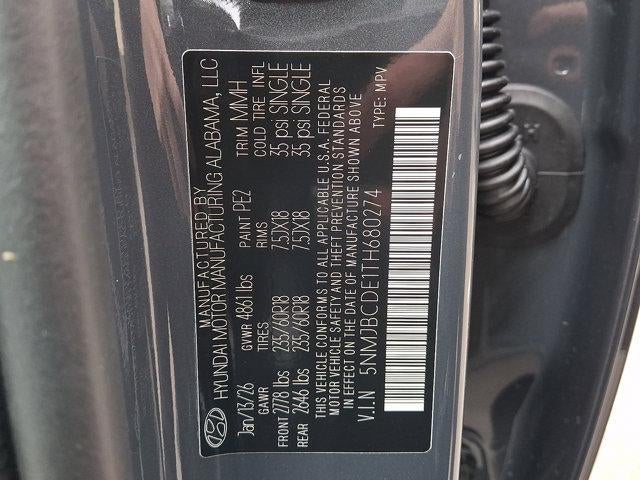 MANUFACTURED BY
HYUNDAI MOTOR MANUFACTURING ALABAMA, LLC
Jan/13/26 GVWR 4861 lbs PAINT PE2 TRIM MMH
GAWR TIRES RIMS COLD TIRE INFL
FRONT 2778 lbs 235/60R18 7.5JX18 35 psi SINGLE
REAR 2646 lbs 235/60R18 7.5JX18 35 psi SINGLE
THIS VEHICLE CONFORMS TO ALL APPLICABLE U.S.A. FEDERAL
MOTOR VEHICLE SAFETY AND THEFT PREVENTION STANDARDS
IN EFFECT ON THE DATE OF MANUFACTURE SHOWN ABOVE
V.I.N 5NMJBCDE1TH680274 TYPE: MPV